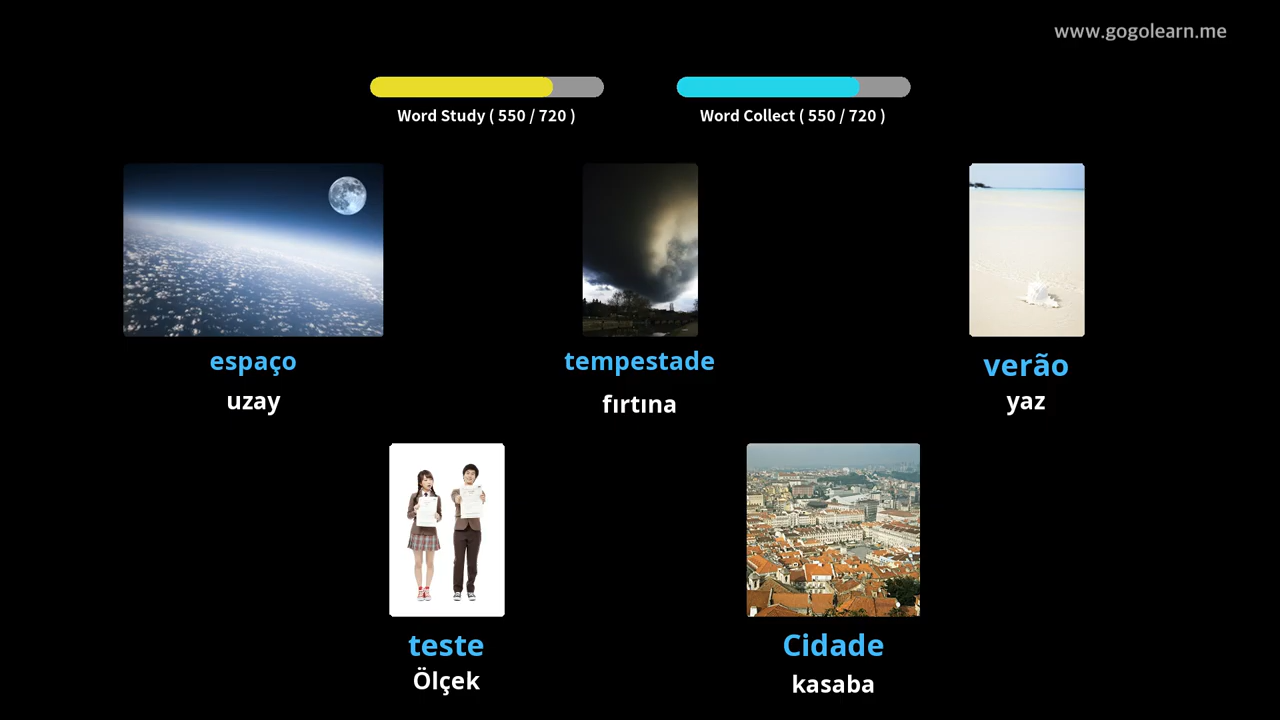 www.gogolearn.me
Word Study ( 550 / 720 )
Word Collect ( 550 / 720 )
espaço
uzay
tempestade
fırtına
verão
yaz
teste
Ölçek
Cidade
kasaba